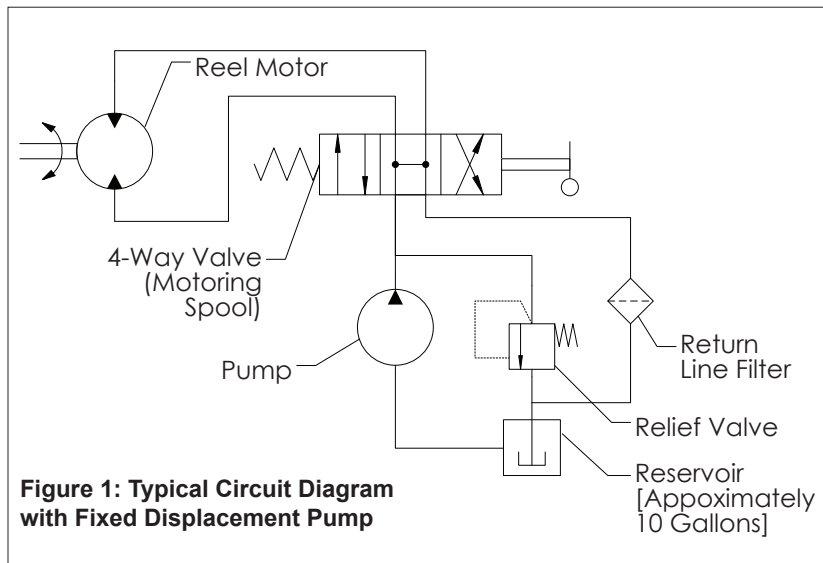 Reel Motor
4-Way Valve
(Motoring
Spool)
Pump
Return
Line Filter
Relief Valve
Reservoir
[Appoximately
10 Gallons]
Figure 1: Typical Circuit Diagram
with Fixed Displacement Pump